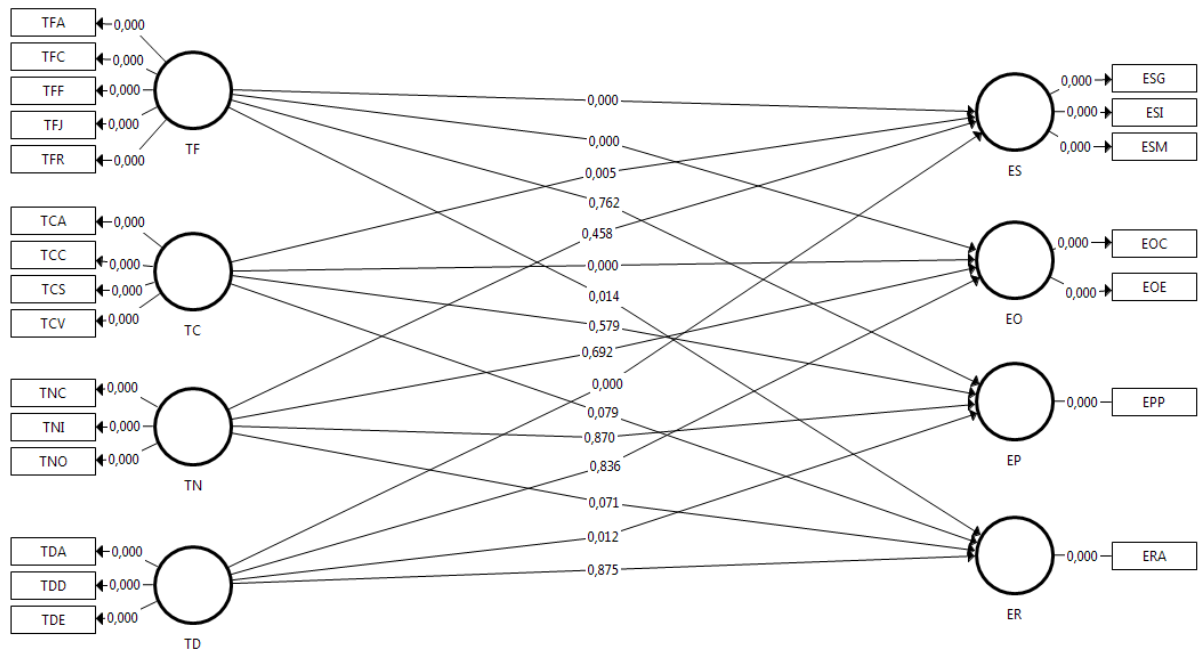 TFA
0,000
TFC
0,000
TFF
0,000
TFJ
0,000
TFR
0,000
TF
TCA
0,000
TCC
0,000
TCS
0,000
TCV
0,000
TC
TNC
0,000
TNI
0,000
TNO
0,000
TN
TDA
0,000
TDD
0,000
TDE
0,000
TD
0,000
0,000
0,005
0,762
0,458
0,000
0,014
0,579
0,692
0,000
0,079
0,870
0,836
0,071
0,012
0,875
ES
0,000
ESG
0,000
ESI
0,000
ESM
EO
0,000
EOC
0,000
EOE
EP
0,000
EPP
ER
0,000
ERA